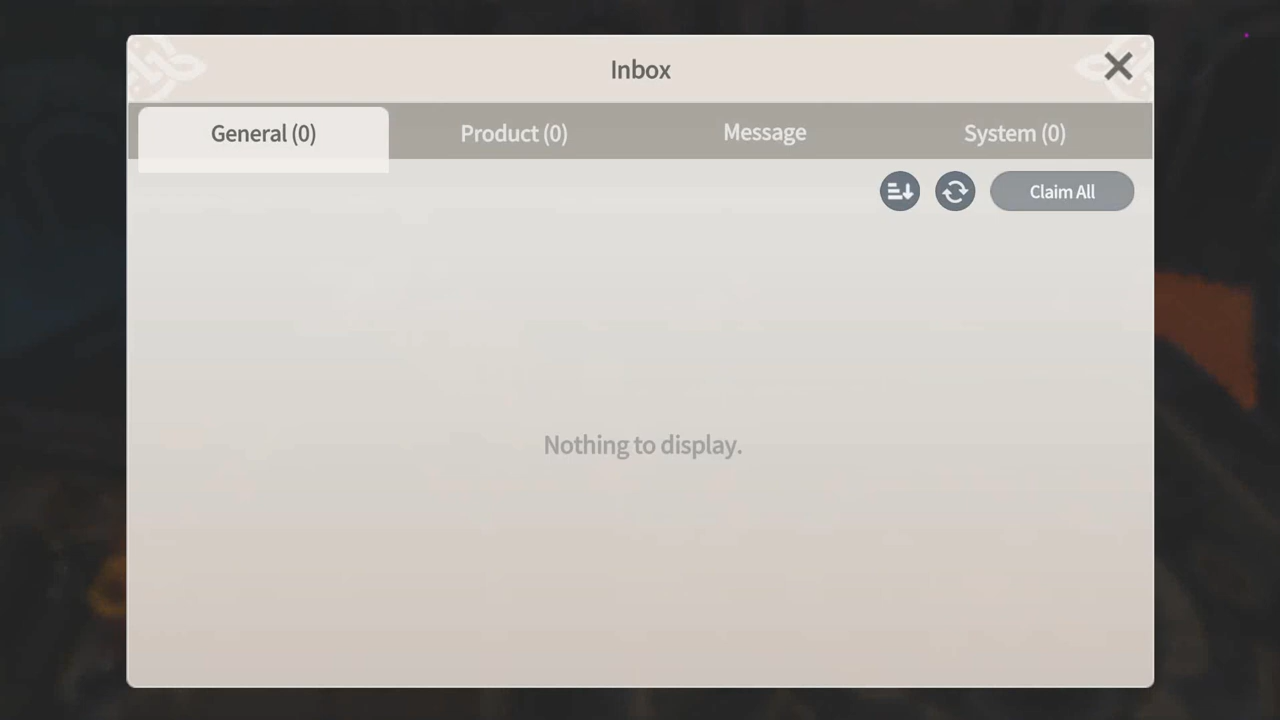 Inbox
General (0)
Product (0)
Message
System (0)
Claim All
Nothing to display.